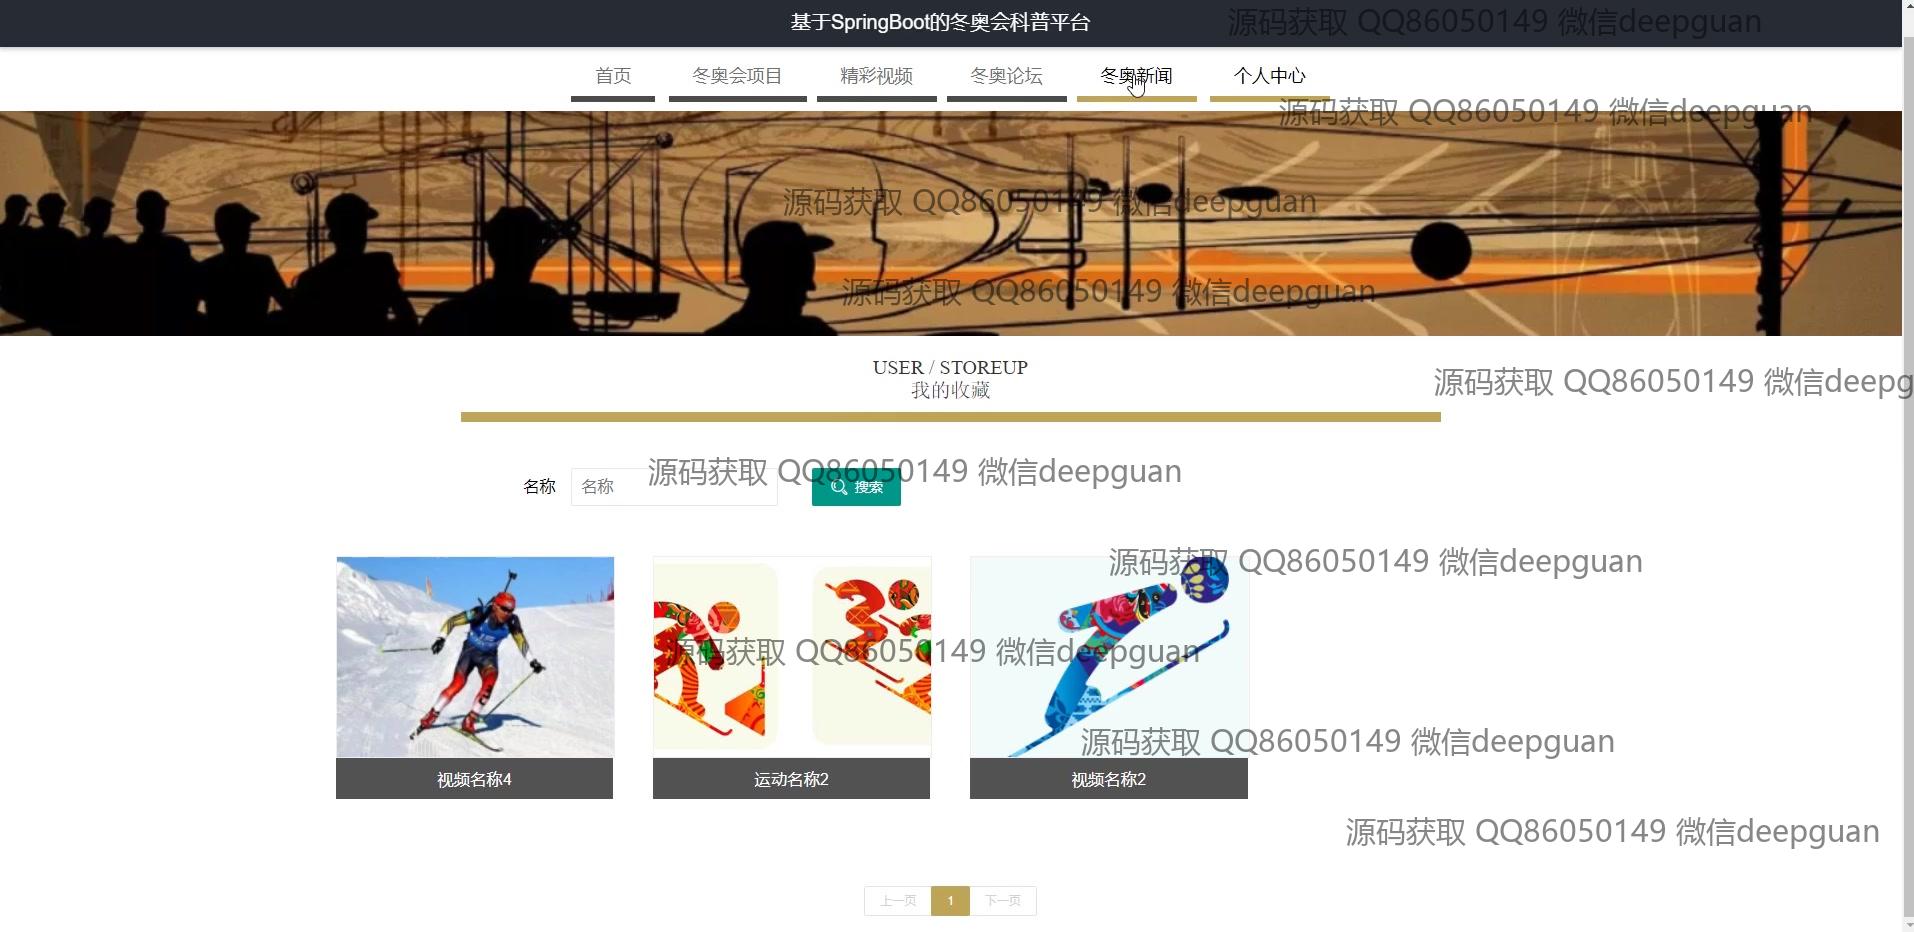 基于SpringBoot的冬奥会科普平台
源码获取 QQ86050149 微信deepguan
首页 冬奥会项目 精彩视频 冬奥论坛 冬奥新闻 个人中心
源码获取 QQ86050149 微信deepguan
源码获取 QQ86050149 微信deepguan
源码获取 QQ86050149 微信deepguan
USER / STOREUP
我的收藏
源码获取 QQ86050149 微信deepg
源码获取 QQ86050149 微信deepguan
名称 名称 搜索
源码获取 QQ86050149 微信deepguan
源码获取 QQ86050149 微信deepguan
源码获取 QQ86050149 微信deepguan
视频名称4 运动名称2 视频名称2
源码获取 QQ86050149 微信deepguan
上一页 1 下一页